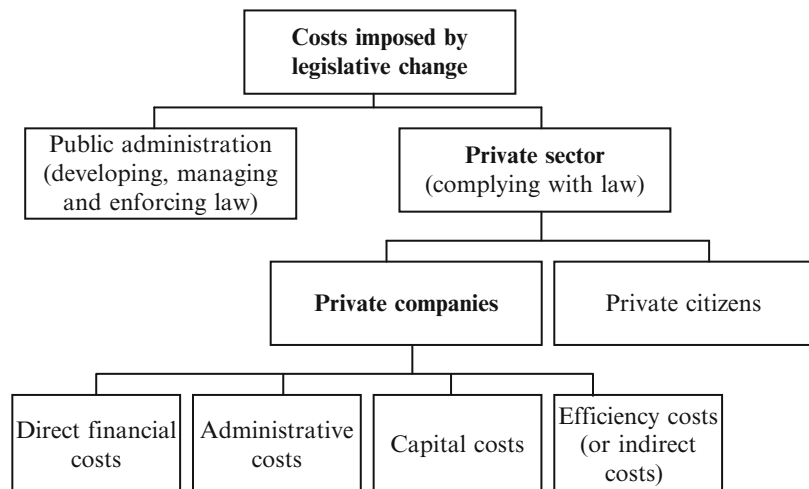 Costs imposed by
legislative change
Public administration
(developing, managing
and enforcing law)
Private sector
(complying with law)
Private companies
Private citizens
Direct financial
costs
Administrative
costs
Capital costs
Efficiency costs
(or indirect
costs)